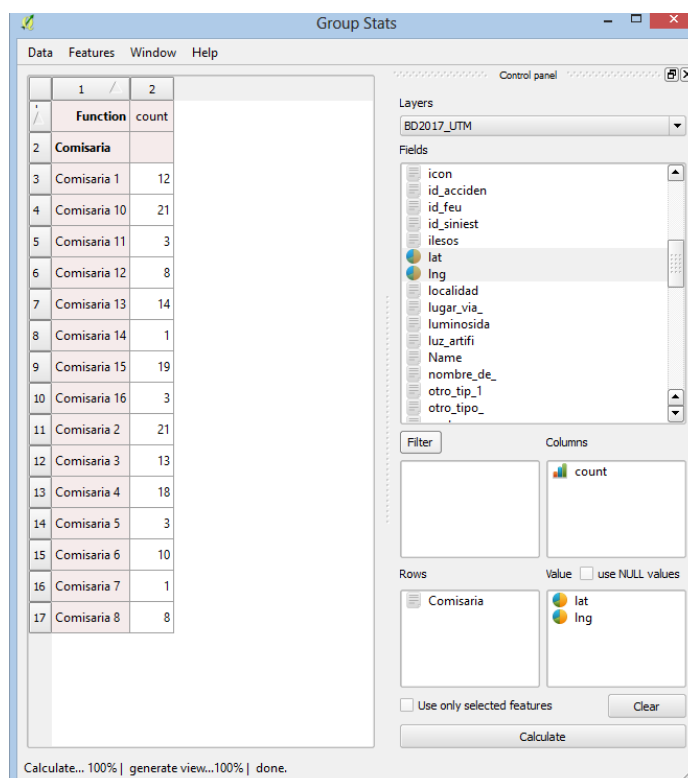 Group Stats
Data Features Window Help
1 2
Function count
2 Comisaria
3 Comisaria 1 12
4 Comisaria 10 21
5 Comisaria 11 3
6 Comisaria 12 8
7 Comisaria 13 14
8 Comisaria 14 1
9 Comisaria 15 19
10 Comisaria 16 3
11 Comisaria 2 21
12 Comisaria 3 13
13 Comisaria 4 18
14 Comisaria 5 3
15 Comisaria 6 10
16 Comisaria 7 1
17 Comisaria 8 8
Control panel
Layers
BD2017_UTM
Fields
icon
id_acciden
id_feu
id_siniest
ilesos
lat
lng
localidad
lugar_via_
luminosida
luz_artifi
Name
nombre_de_
otro_tip_1
otro_tipo_
Filter
Columns
count
Rows
Value use NULL values
Comisaria
lat
lng
Use only selected features
Clear
Calculate
Calculate... 100% | generate view...100% | done.